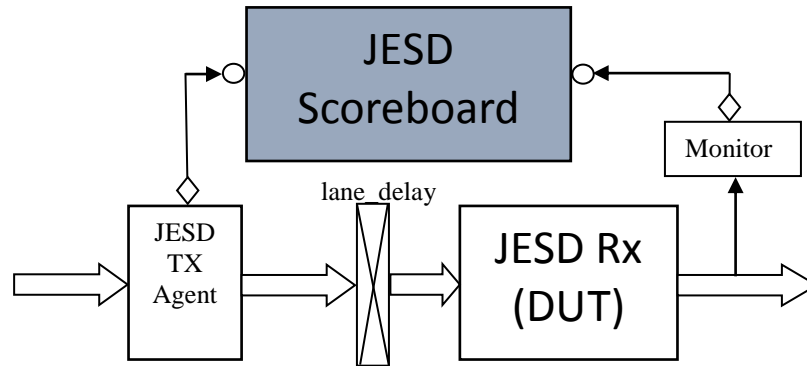 JESD
Scoreboard
Monitor
lane_delay
JESD
TX
Agent
JESD Rx
(DUT)